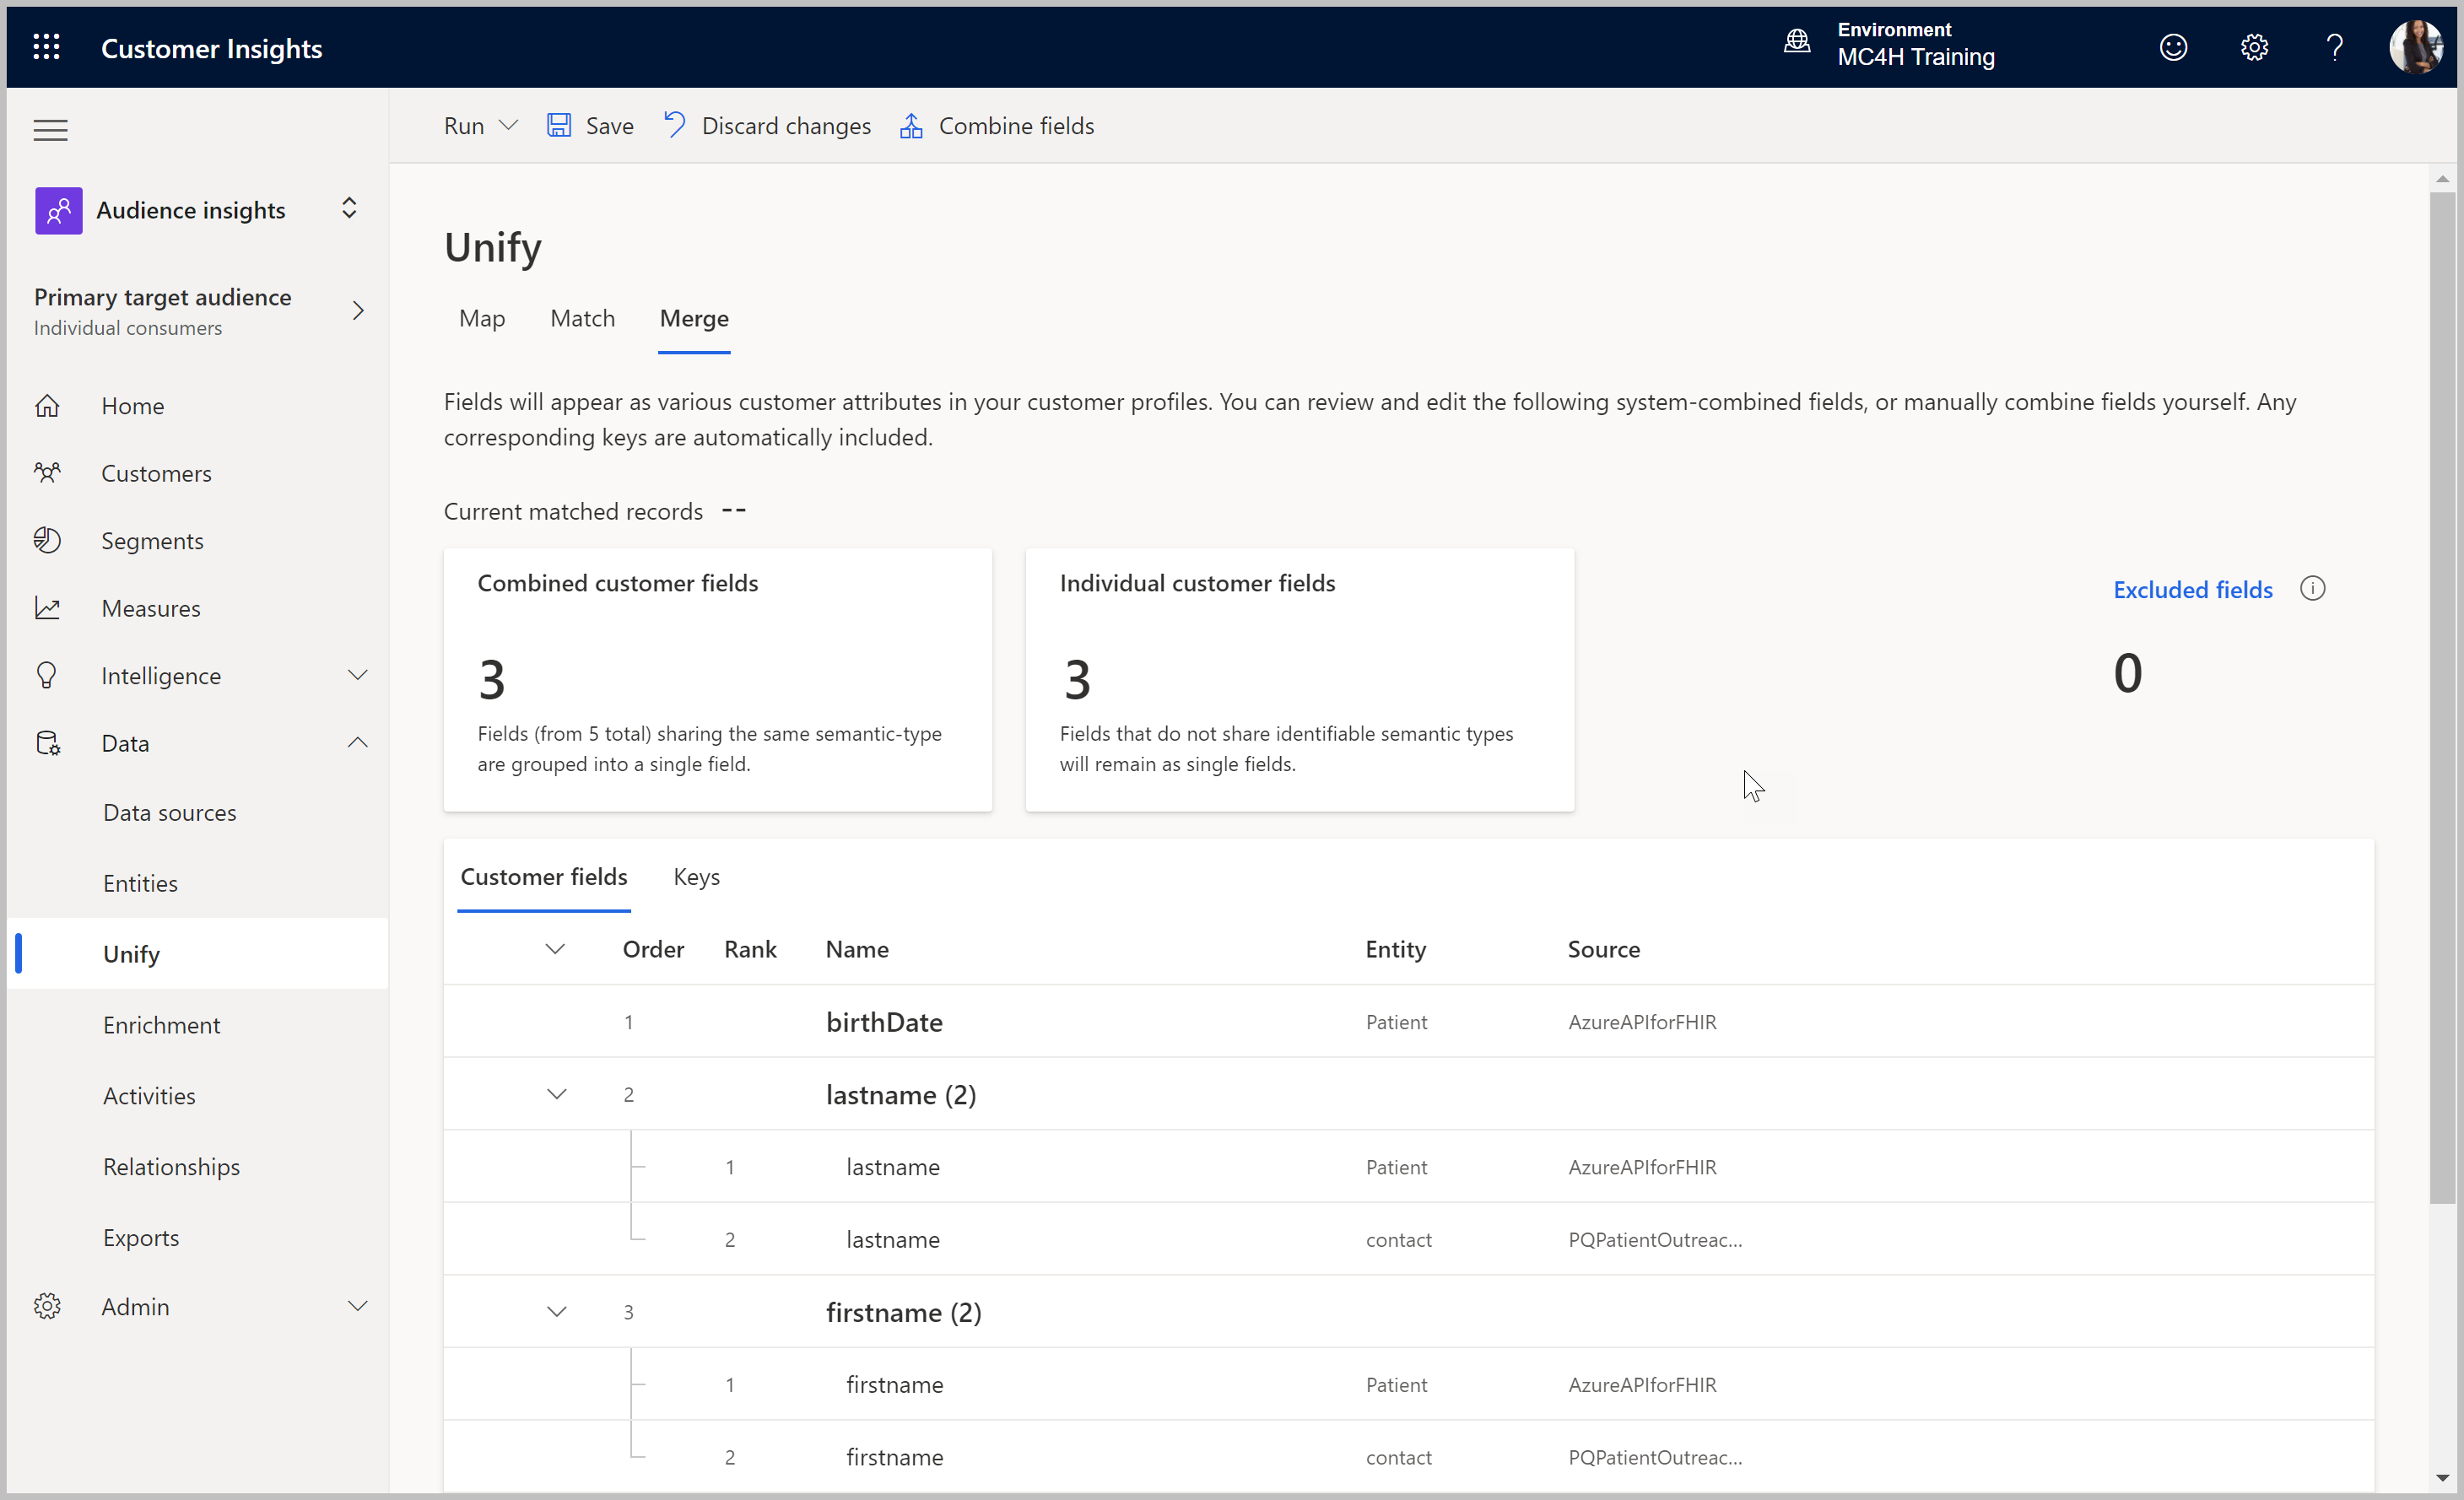 Customer Insights
Environment
MC4H Training
Run
Save
Discard changes
Combine fields
Audience insights
Primary target audience
Individual consumers
Home
Customers
Segments
Measures
Intelligence
Data
Data sources
Entities
Unify
Enrichment
Activities
Relationships
Exports
Admin
Unify
Map
Match
Merge
Fields will appear as various customer attributes in your customer profiles. You can review and edit the following system-combined fields, or manually combine fields yourself. Any
corresponding keys are automatically included.
Current matched records --
Combined customer fields
3
Fields (from 5 total) sharing the same semantic-type
are grouped into a single field.
Individual customer fields
3
Fields that do not share identifiable semantic types
will remain as single fields.
Excluded fields
0
Customer fields
Keys
Order Rank Name Entity Source
1 birthDate Patient AzureAPIforFHIR
2 lastname (2)
1 lastname Patient AzureAPIforFHIR
2 lastname contact PQPatientOutreac...
3 firstname (2)
1 firstname Patient AzureAPIforFHIR
2 firstname contact PQPatientOutreac...